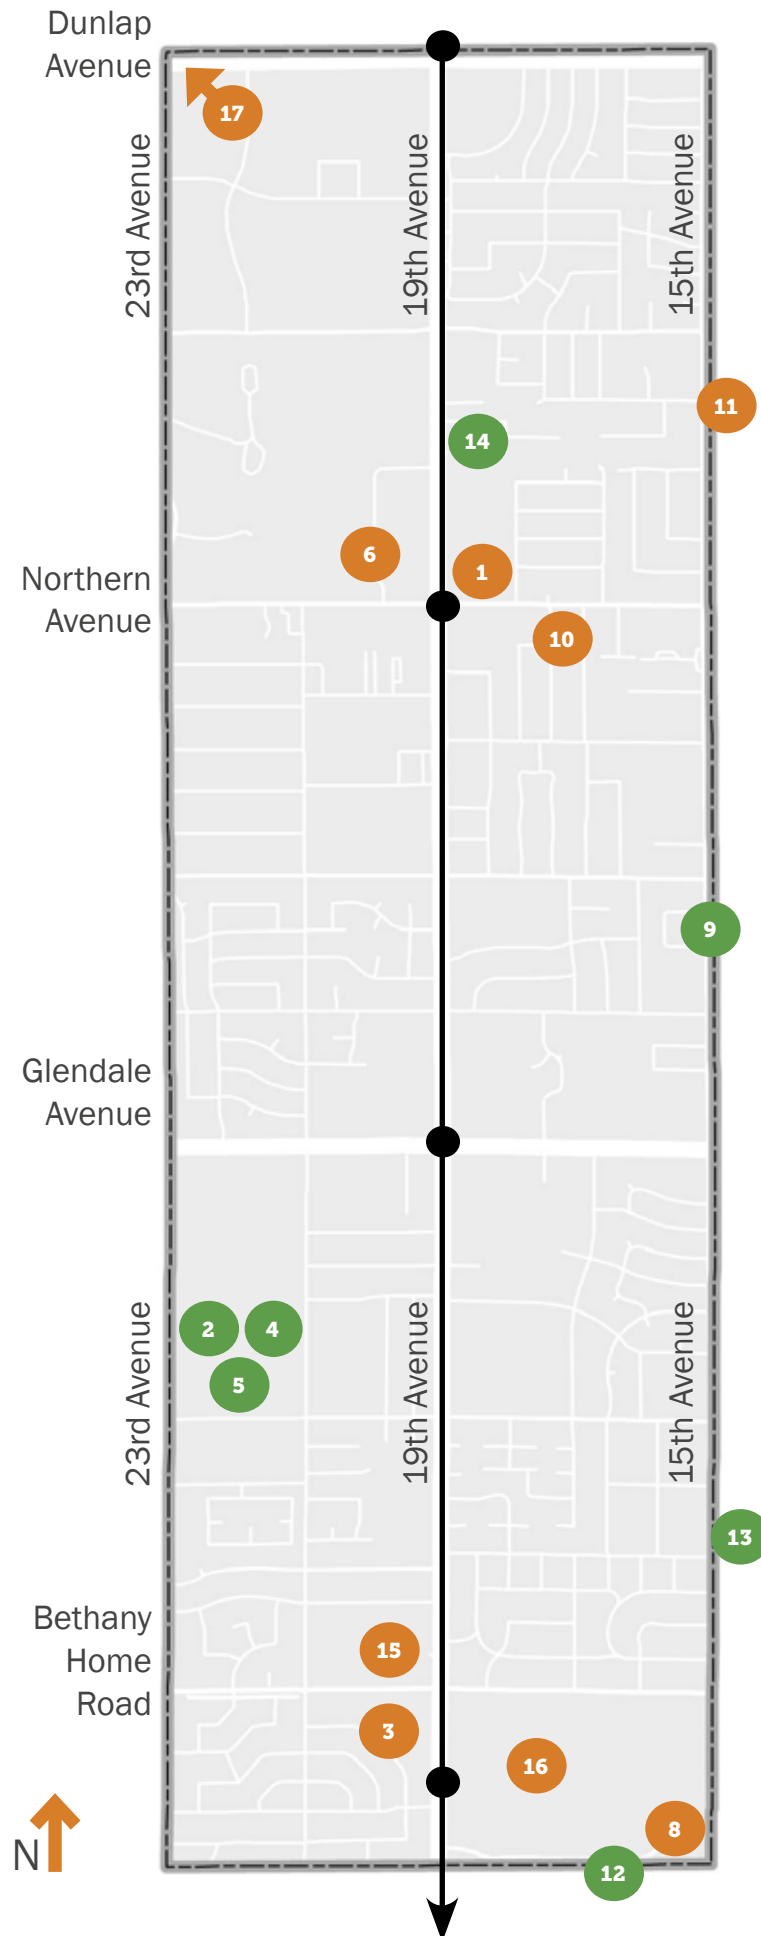 Dunlap
Avenue
17
23rd Avenue
19th Avenue
15th Avenue
11
14
6
1
Northern
Avenue
10
9
Glendale
Avenue
2
4
5
23rd Avenue
19th Avenue
15th Avenue
13
Bethany
Home
Road
15
3
16
8
N
12